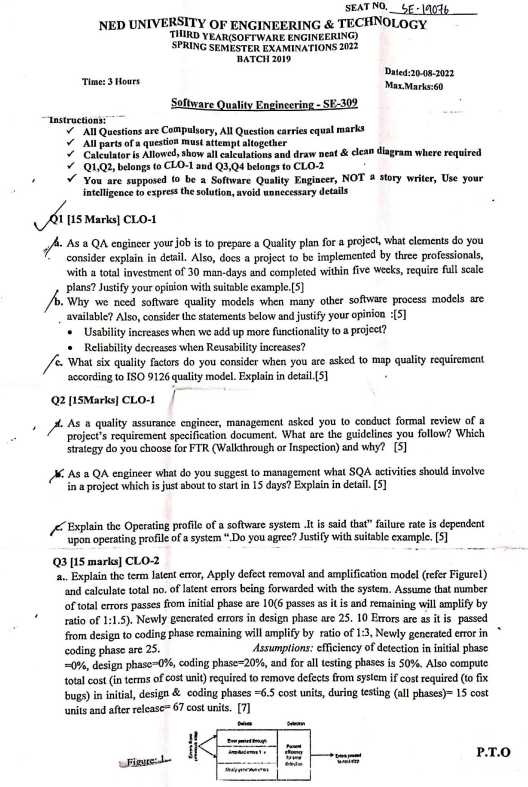 SEAT NO. SE-19076
NED UNIVERSITY OF ENGINEERING & TECHNOLOGY
THIRD YEAR(SOFTWARE ENGINEERING)
SPRING SEMESTER EXAMINATIONS 2022
BATCH 2019
Dated:20-08-2022
Time: 3 Hours
Max.Marks:60
Software Quality Engineering - SE-309
Instructions:
✓ All Questions are Compulsory, All Question carries equal marks
✓ All parts of a question must attempt altogether
✓ Calculator is Allowed, show all calculations and draw neat & clean diagram where required
✓ Q1,Q2, belongs to CLO-1 and Q3,Q4 belongs to CLO-2
✓ You are supposed to be a Software Quality Engineer, NOT a story writer, Use your
intelligence to express the solution, avoid unnecessary details
Q1 [15 Marks] CLO-1
a. As a QA engineer your job is to prepare a Quality plan for a project, what elements do you
consider explain in detail. Also, does a project to be implemented by three professionals,
with a total investment of 30 man-days and completed within five weeks, require full scale
plans? Justify your opinion with suitable example.[5]
b. Why we need software quality models when many other software process models are
available? Also, consider the statements below and justify your opinion :[5]
• Usability increases when we add up more functionality to a project?
• Reliability decreases when Reusability increases?
c. What six quality factors do you consider when you are asked to map quality requirement
according to ISO 9126 quality model. Explain in detail.[5]
Q2 [15Marks] CLO-1
As a quality assurance engineer, management asked you to conduct formal review of a
project's requirement specification document. What are the guidelines you follow? Which
strategy do you choose for FTR (Walkthrough or Inspection) and why? [5]
As a QA engineer what do you suggest to management what SQA activities should involve
in a project which is just about to start in 15 days? Explain in detail. [5]
c. Explain the Operating profile of a software system .It is said that" failure rate is dependent
upon operating profile of a system ".Do you agree? Justify with suitable example. [5]
Q3 [15 marks] CLO-2
a.. Explain the term latent error, Apply defect removal and amplification model (refer Figure1)
and calculate total no. of latent errors being forwarded with the system. Assume that number
of total errors passes from initial phase are 10(6 passes as it is and remaining will amplify by
ratio of 1:1.5). Newly generated errors in design phase are 25. 10 Errors are as it is passed
from design to coding phase remaining will amplify by ratio 1:3, Newly generated error in
coding phase are 25. Assumptions: efficiency of detection in initial phase
=0%, design phase=0%, coding phase=20%, and for all testing phases is 50%. Also compute
total cost (in terms of cost unit) required to remove defects from system if cost required (to fix
bugs) in initial, design & coding phases =6.5 cost units, during testing (all phases)= 15 cost
units and after release= 67 cost units. [7]
Defects Detection
Errors from previous step
Error passed through
Amplified errors 1: x
Newly generated errors
Percent efficiency for error detection
Errors passed to next step
Figure: 1
P.T.O